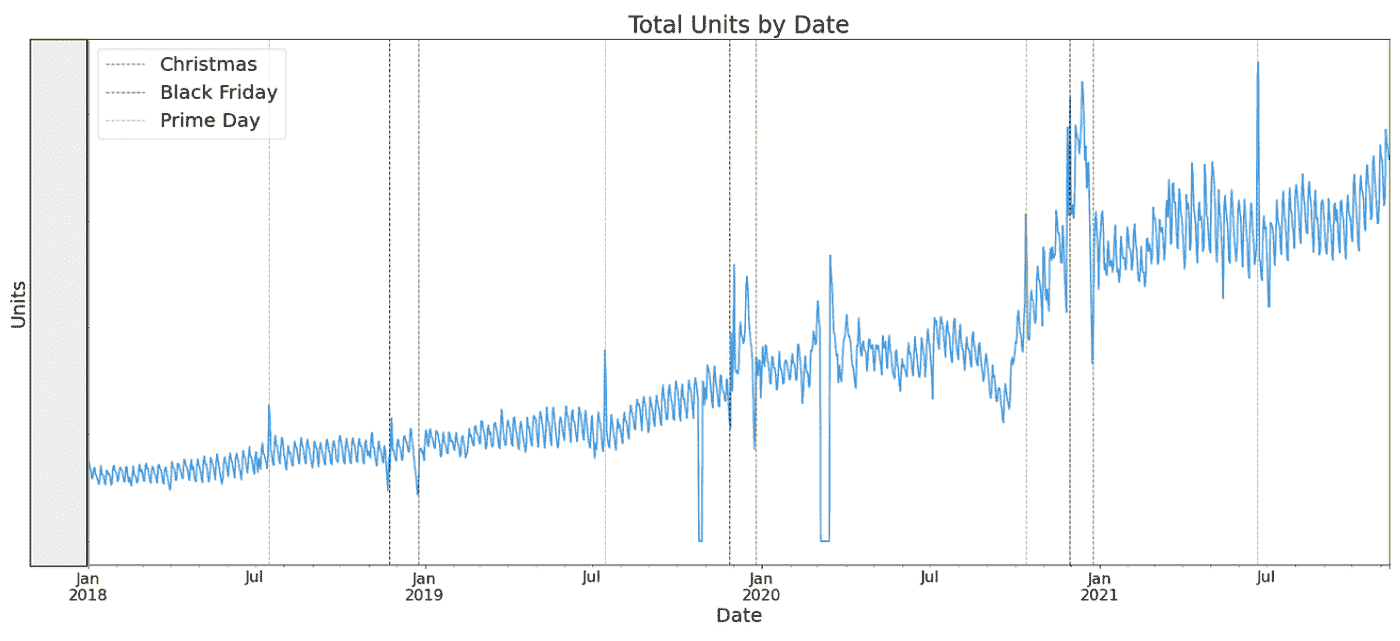 Total Units by Date
Christmas
Black Friday
Prime Day
Units
Jan Jul Jan Jul Jan Jul Jan Jul
2018 2019 2020 2021
Date